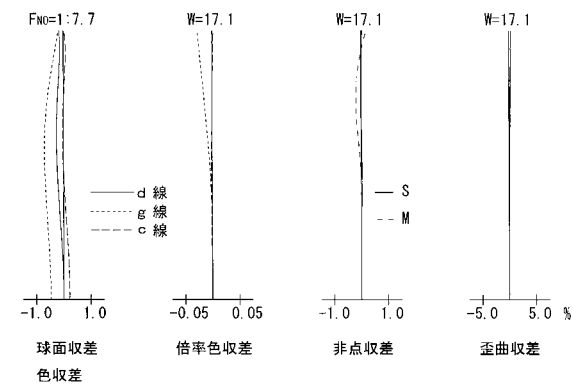 FNO=1:7.7 W=17.1 W=17.1 W=17.1
d 線
g 線
c 線
S
M
-1.0 1.0 -0.05 0.05 -1.0 1.0 -5.0 5.0 %
球面収差 倍率色収差 非点収差 歪曲収差
色収差